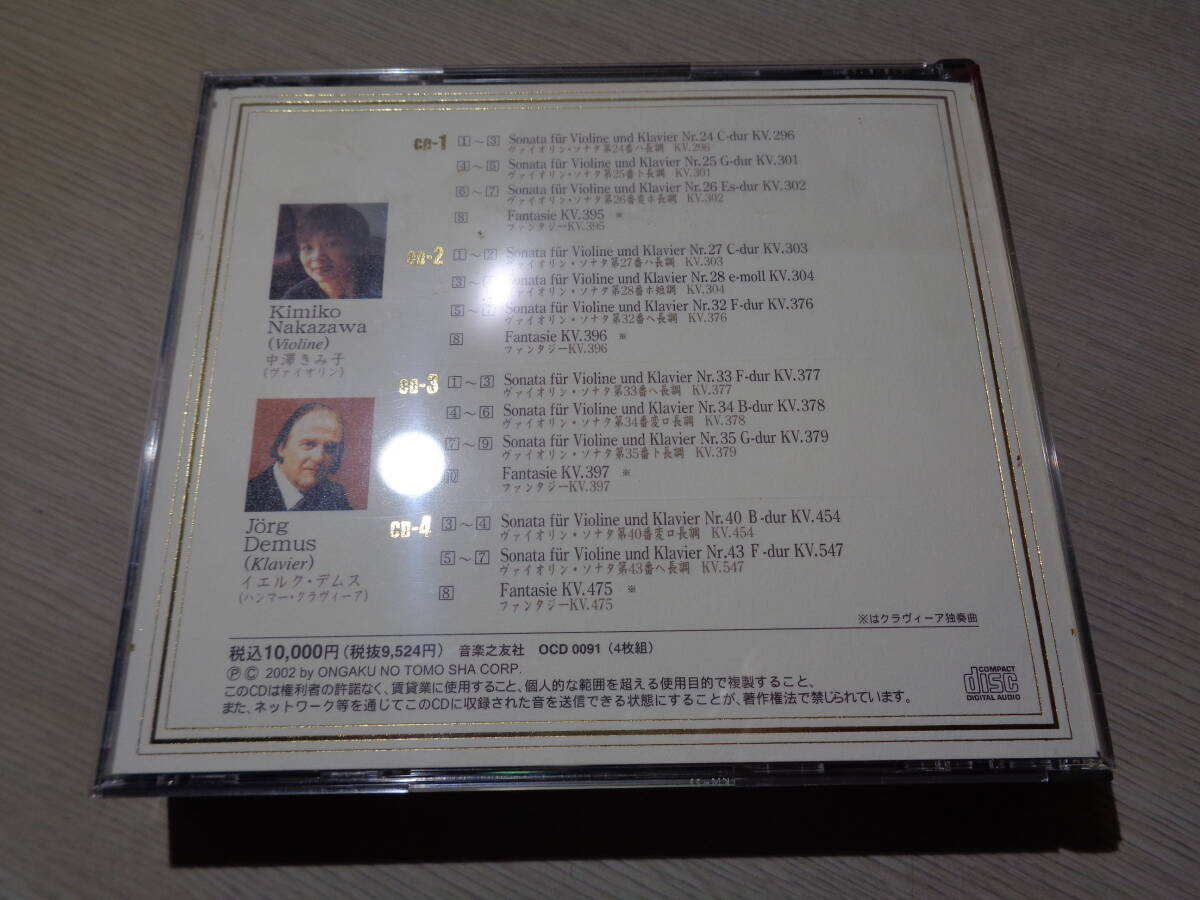 CD-1 1～3 Sonata für Violine und Klavier Nr.24 C-dur KV.296
ヴァイオリン・ソナタ第24番ハ長調 KV.296
4～5 Sonata für Violine und Klavier Nr.25 G-dur KV.301
ヴァイオリン・ソナタ第25番ト長調 KV.301
6～7 Sonata für Violine und Klavier Nr.26 Es-dur KV.302
ヴァイオリン・ソナタ第26番変ホ長調 KV.302
8 Fantasie KV.395 ※
ファンタジーKV.395
CD-2 1～2 Sonata für Violine und Klavier Nr.27 C-dur KV.303
ヴァイオリン・ソナタ第27番ハ長調 KV.303
3～ Sonata für Violine und Klavier Nr.28 e-moll KV.304
ヴァイオリン・ソナタ第28番ホ短調 KV.304
5～7 Sonata für Violine und Klavier Nr.32 F-dur KV.376
ヴァイオリン・ソナタ第32番ヘ長調 KV.376
8 Fantasie KV.396 ※
ファンタジーKV.396
Kimiko
Nakazawa
(Violine)
中澤きみ子
(ヴァイオリン)
CD-3 1～3 Sonata für Violine und Klavier Nr.33 F-dur KV.377
ヴァイオリン・ソナタ第33番ヘ長調 KV.377
4～6 Sonata für Violine und Klavier Nr.34 B-dur KV.378
ヴァイオリン・ソナタ第34番変ロ長調 KV.378
7～9 Sonata für Violine und Klavier Nr.35 G-dur KV.379
ヴァイオリン・ソナタ第35番ト長調 KV.379
10 Fantasie KV.397 ※
ファンタジーKV.397
CD-4 3～4 Sonata für Violine und Klavier Nr.40 B-dur KV.454
ヴァイオリン・ソナタ第40番変ロ長調 KV.454
5～7 Sonata für Violine und Klavier Nr.43 F-dur KV.547
ヴァイオリン・ソナタ第43番ヘ長調 KV.547
8 Fantasie KV.475 ※
ファンタジーKV.475
Jörg
Demus
(Klavier)
イエルク・デムス
(ハンマー・クラヴィーア)
※はクラヴィーア独奏曲
税込10,000円(税抜9,524円) 音楽之友社 OCD 0091(4枚組)
Ⓟ© 2002 by ONGAKU NO TOMO SHA CORP.
このCDは権利者の許諾なく、賃貸業に使用すること、個人的な範囲を超える使用目的で複製すること、
また、ネットワーク等を通じてこのCDに収録された音を送信できる状態にすることが、著作権法で禁じられています。
COMPACT
disc
DIGITAL AUDIO